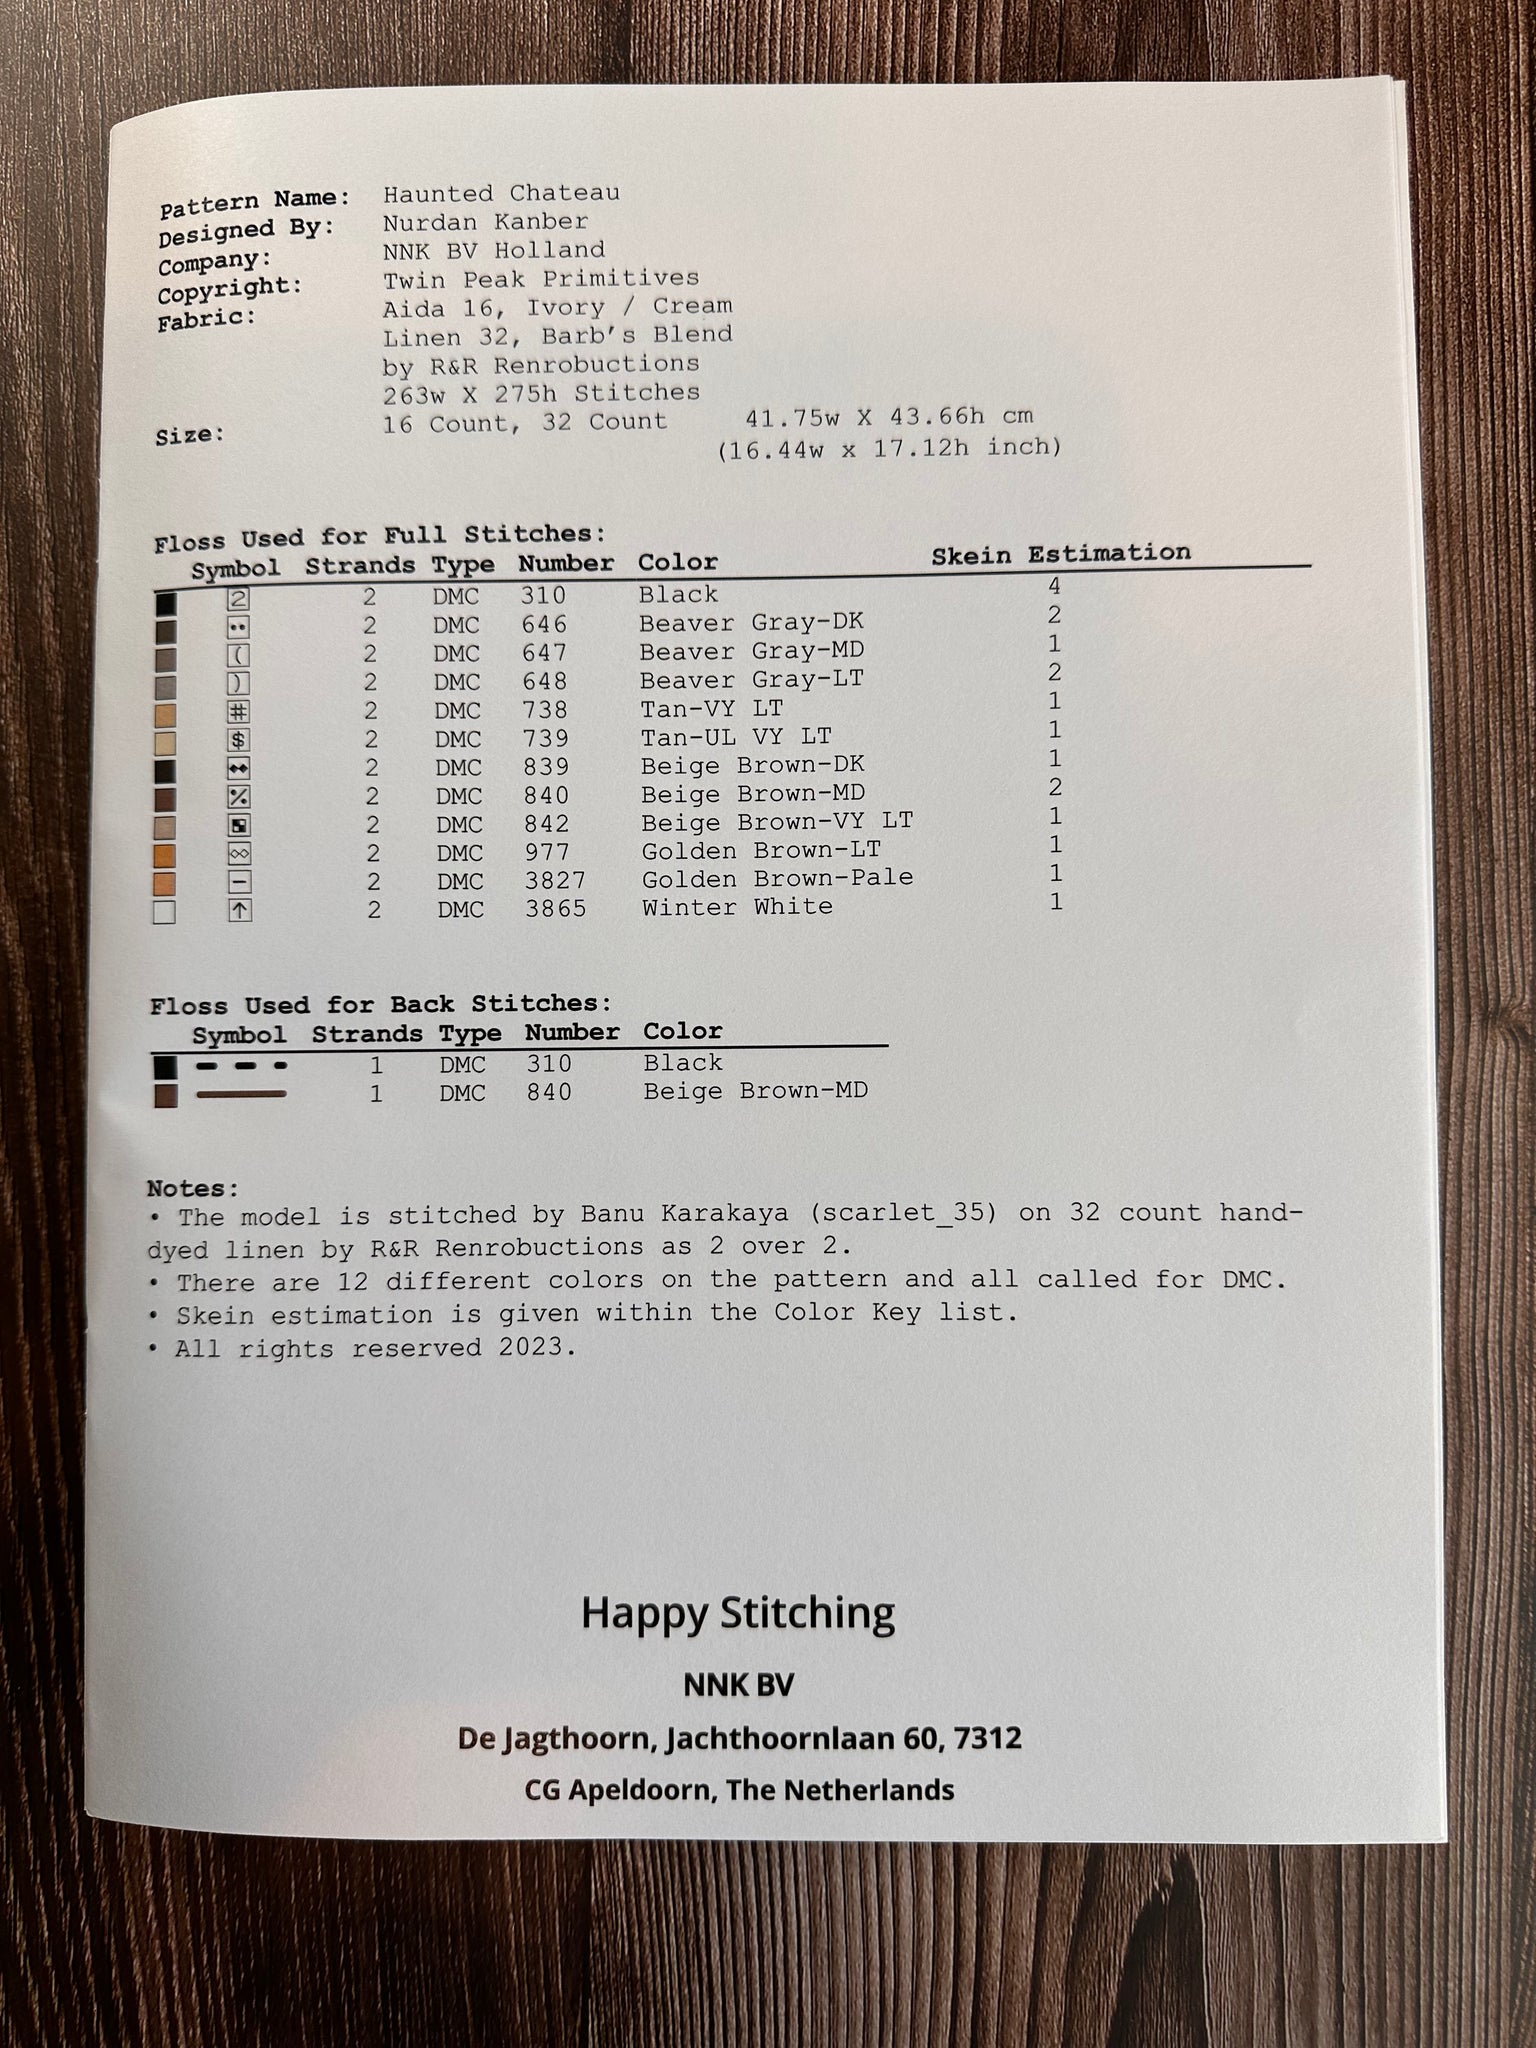 Pattern Name: Haunted Chateau
Designed By: Nurdan Kanber
Company: NNK BV Holland
Copyright: Twin Peak Primitives
Fabric: Aida 16, Ivory / Cream
Linen 32, Barb's Blend
by R&R Renrobuctions
263w X 275h Stitches
Size: 16 Count, 32 Count 41.75w X 43.66h cm
(16.44w x 17.12h inch)
Floss Used for Full Stitches:
Symbol Strands Type Number Color Skein Estimation
2 2 DMC 310 Black 4
•• 2 DMC 646 Beaver Gray-DK 2
( 2 DMC 647 Beaver Gray-MD 1
) 2 DMC 648 Beaver Gray-LT 2
# 2 DMC 738 Tan-VY LT 1
$ 2 DMC 739 Tan-UL VY LT 1
◆◆ 2 DMC 839 Beige Brown-DK 1
% 2 DMC 840 Beige Brown-MD 2
2 DMC 842 Beige Brown-VY LT 1
◇◇ 2 DMC 977 Golden Brown-LT 1
– 2 DMC 3827 Golden Brown-Pale 1
↑ 2 DMC 3865 Winter White 1
Floss Used for Back Stitches:
Symbol Strands Type Number Color
1 DMC 310 Black
1 DMC 840 Beige Brown-MD
Notes:
• The model is stitched by Banu Karakaya (scarlet_35) on 32 count hand-
dyed linen by R&R Renrobuctions as 2 over 2.
• There are 12 different colors on the pattern and all called for DMC.
• Skein estimation is given within the Color Key list.
• All rights reserved 2023.
Happy Stitching
NNK BV
De Jagthoorn, Jachthoornlaan 60, 7312
CG Apeldoorn, The Netherlands